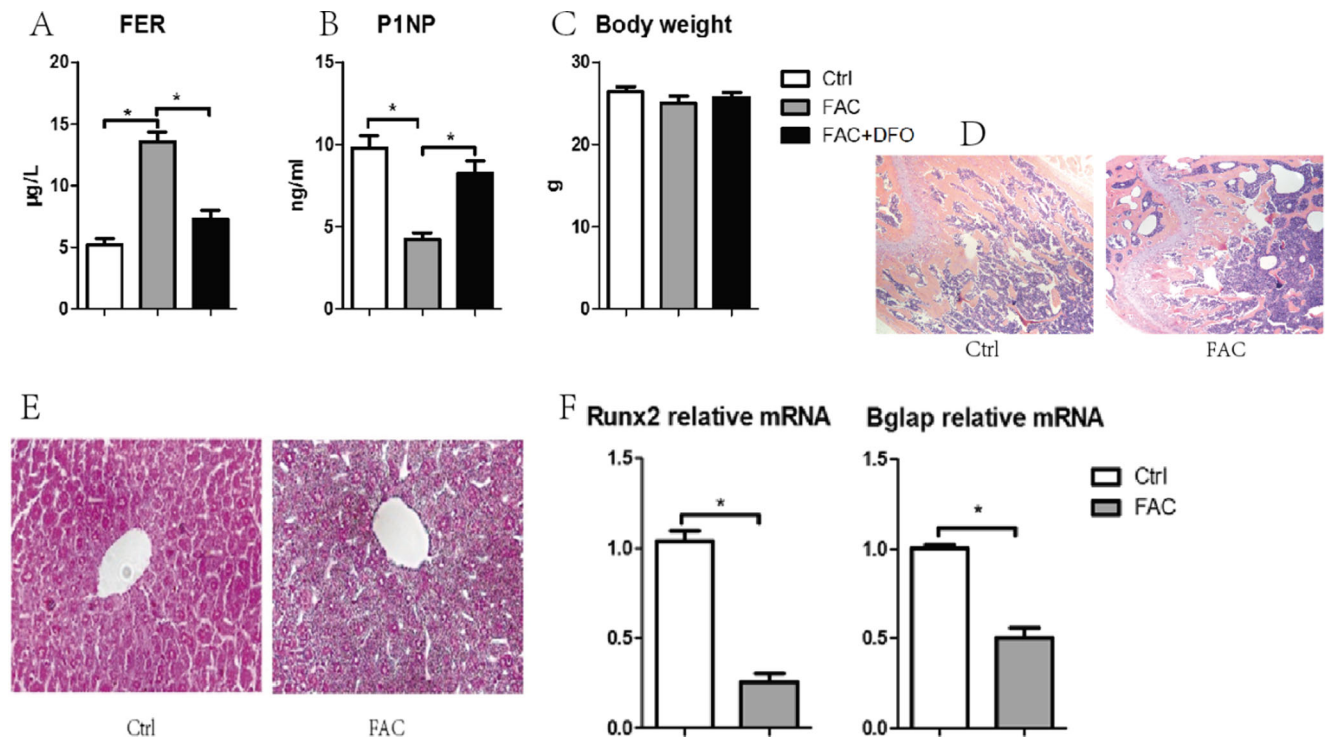 A FER
20
15
10
5
0
µg/L
*
*
B P1NP
15
10
5
0
ng/ml
*
*
C Body weight
30
20
10
0
g
Ctrl
FAC
FAC+DFO
D
Ctrl
FAC
E
Ctrl
FAC
F Runx2 relative mRNA
1.5
1.0
0.5
0.0
*
Bglap relative mRNA
1.5
1.0
0.5
0.0
*
Ctrl
FAC